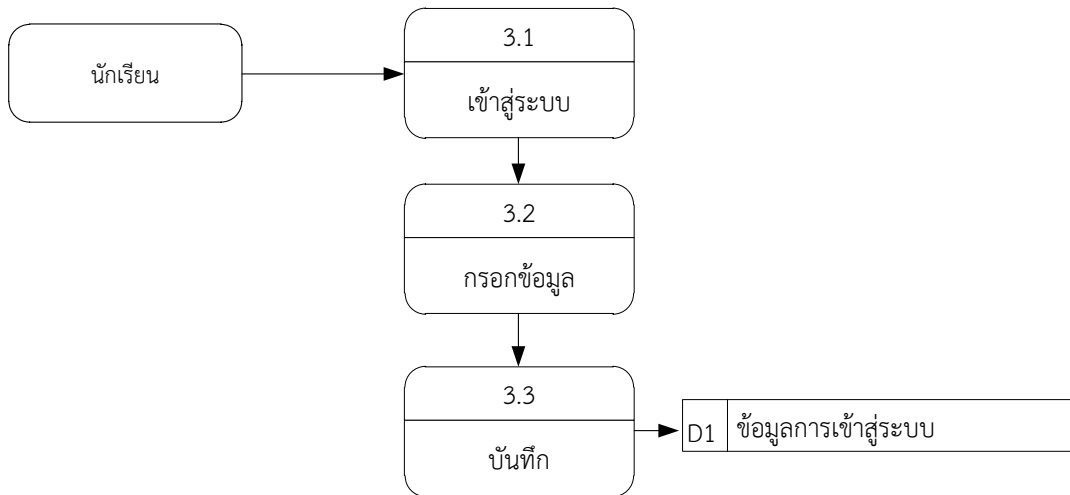 นักเรียน
3.1
เข้าสู่ระบบ
3.2
กรอกข้อมูล
3.3
บันทึก
D1 ข้อมูลการเข้าสู่ระบบ